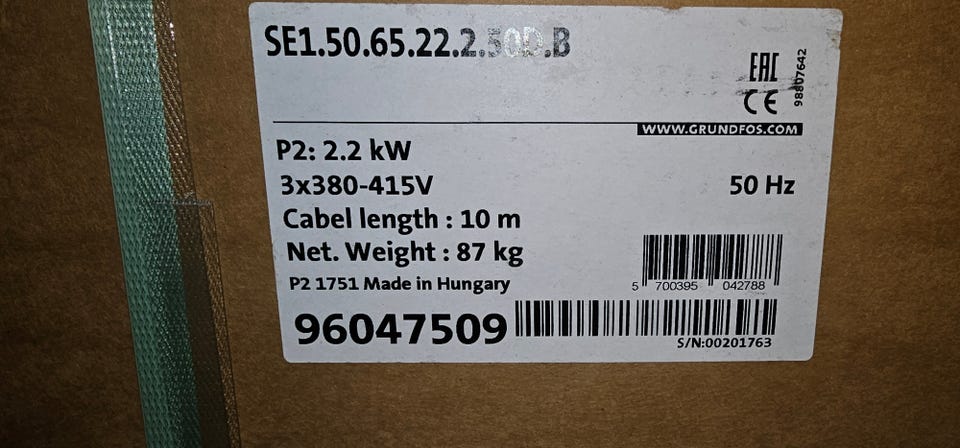 SE1.50.65.22.2.50D.B
EAC
CE
98807642
WWW.GRUNDFOS.COM
P2: 2.2 kW
3x380-415V
50 Hz
Cabel length : 10 m
Net. Weight : 87 kg
P2 1751 Made in Hungary
5 700395 042788
96047509
S/N:00201763